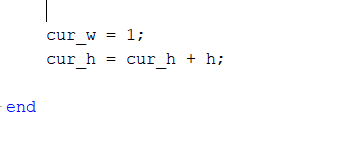 cur_w = 1;
cur_h = cur_h + h;
end